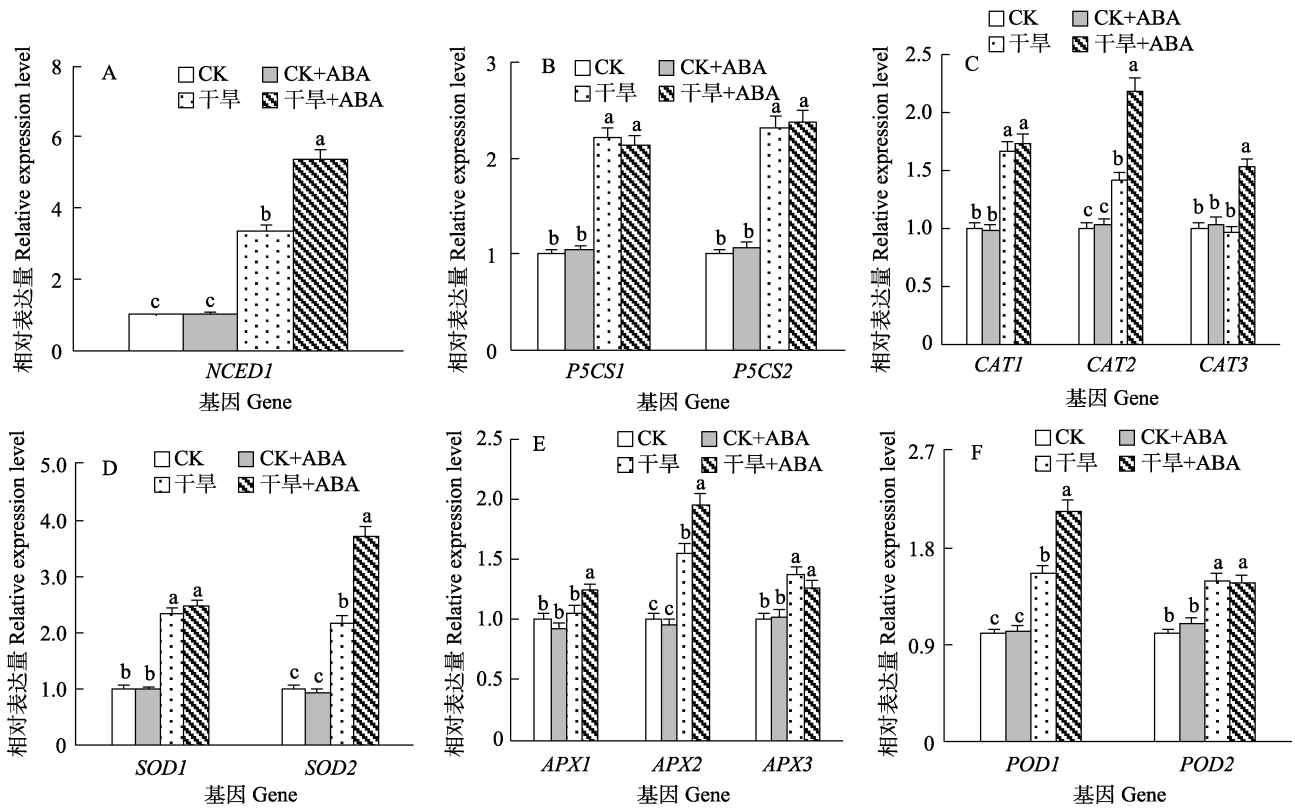 A
CK
CK+ABA
干旱
干旱+ABA
相对表达量 Relative expression level
8
6
4
2
0
c
c
b
a
NCED1
基因 Gene
B
CK
CK+ABA
干旱
干旱+ABA
相对表达量 Relative expression level
3
2
1
0
b
b
a
a
b
b
a
a
P5CS1
P5CS2
基因 Gene
C
CK
CK+ABA
干旱
干旱+ABA
相对表达量 Relative expression level
2.5
2.0
1.5
1.0
0.5
0
b
b
a
a
c
c
b
a
b
b
b
a
CAT1
CAT2
CAT3
基因 Gene
D
CK
CK+ABA
干旱
干旱+ABA
相对表达量 Relative expression level
5.0
4.0
3.0
2.0
1.0
0
b
b
a
a
c
c
b
a
SOD1
SOD2
基因 Gene
E
CK
CK+ABA
干旱
干旱+ABA
相对表达量 Relative expression level
2.5
2.0
1.5
1.0
0.5
0
b
b
b
a
c
c
b
a
b
b
a
a
APX1
APX2
APX3
基因 Gene
F
CK
CK+ABA
干旱
干旱+ABA
相对表达量 Relative expression level
2.7
1.8
0.9
0
c
c
b
a
b
b
a
a
POD1
POD2
基因 Gene